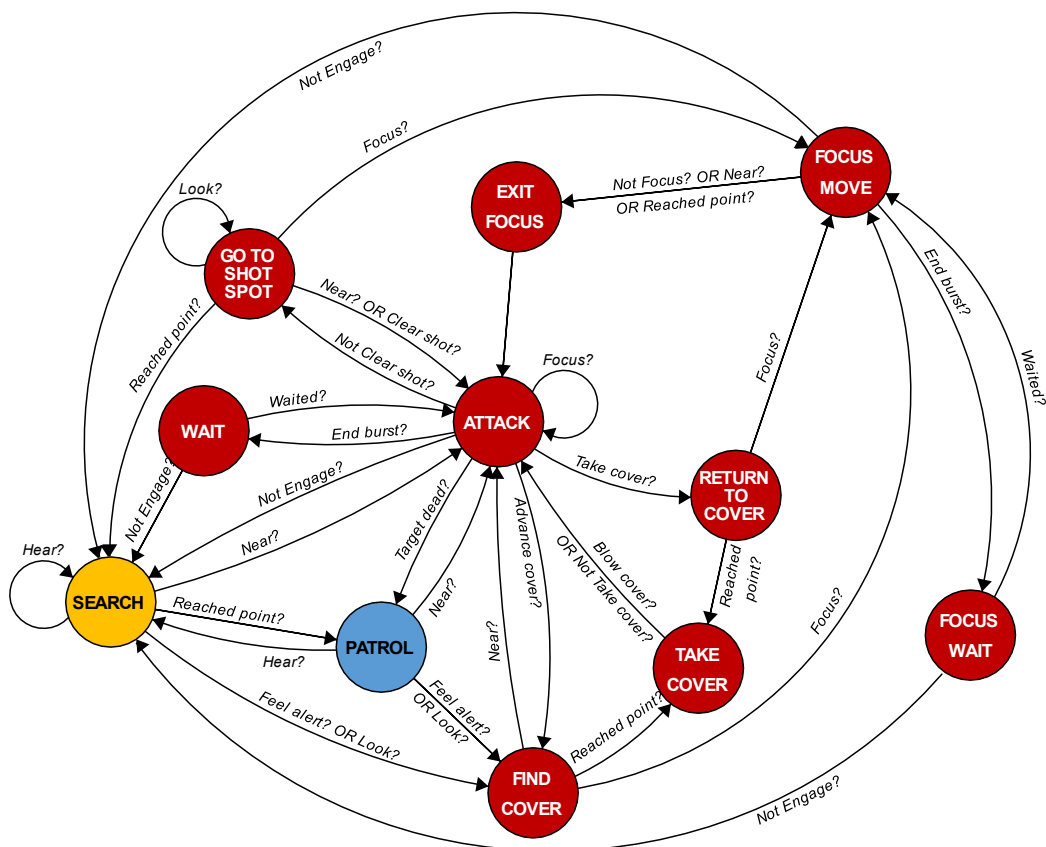 Not Engage?
Focus?
FOCUS
MOVE
Not Focus? OR Near?
OR Reached point?
EXIT
FOCUS
Look?
GO TO
SHOT
SPOT
End burst?
Near? OR Clear shot?
Not Clear shot?
Reached point?
Focus?
Waited?
Focus?
Waited?
WAIT
End burst?
ATTACK
Take cover?
RETURN
TO
COVER
Not Engage?
Not Engage?
Near?
Target dead?
Advance cover?
Blow cover?
OR Not Take cover?
Reached
point?
Hear?
SEARCH
Reached point?
Hear?
PATROL
Near?
Near?
Focus?
FOCUS
WAIT
TAKE
COVER
Feel alert?
OR Look?
Feel alert? OR Look?
Reached point?
FIND
COVER
Not Engage?